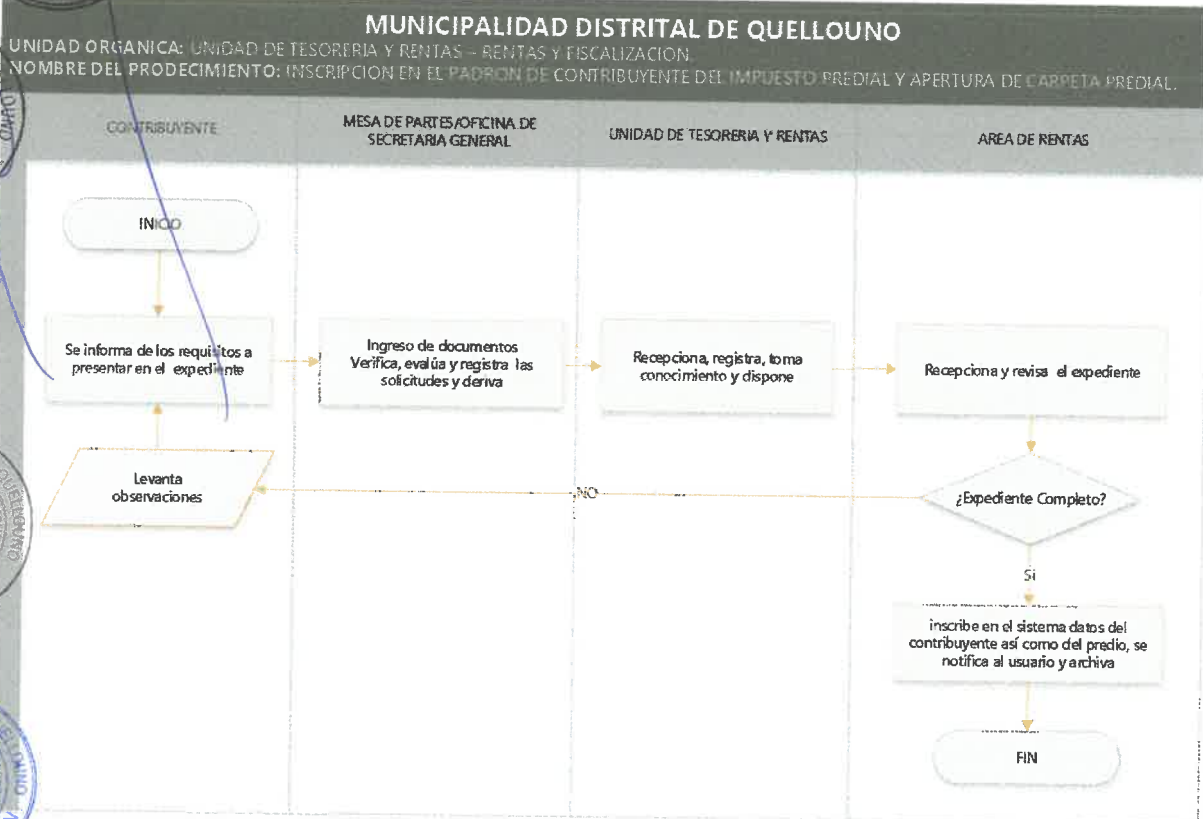 MUNICIPALIDAD DISTRITAL DE QUELLOUNO
UNIDAD ORGANICA: UNIDAD DE TESORERIA Y RENTAS – RENTAS Y FISCALIZACION.
NOMBRE DEL PRODECIMIENTO: INSCRIPCION EN EL PADRON DE CONTRIBUYENTE DEL IMPUESTO PREDIAL Y APERTURA DE CARPETA PREDIAL.
CONTRIBUYENTE
MESA DE PARTES/OFICINA DE
SECRETARIA GENERAL
UNIDAD DE TESORERIA Y RENTAS
AREA DE RENTAS
INICIO
Se informa de los requisitos a
presentar en el expediente
Ingreso de documentos
Verifica, evalúa y registra las
solicitudes y deriva
Recepciona, registra, toma
conocimiento y dispone
Recepciona y revisa el expediente
Levanta
observaciones
NO
¿Expediente Completo?
Si
inscribe en el sistema datos del
contribuyente así como del predio, se
notifica al usuario y archiva
FIN
QUELLOUNO
QUELLOUNO